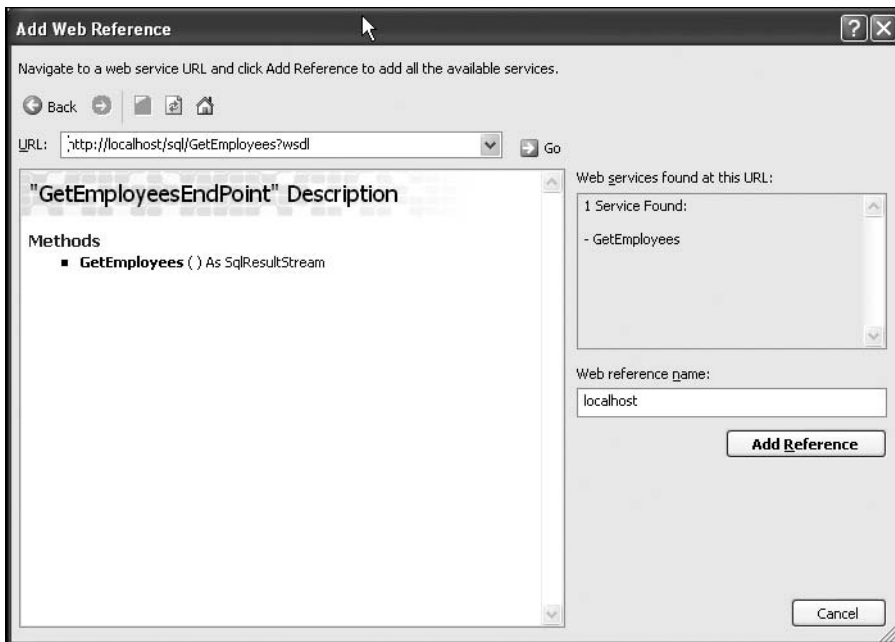 Add Web Reference
Navigate to a web service URL and click Add Reference to add all the available services.
Back
URL: http://localhost/sql/GetEmployees?wsdl Go
"GetEmployeesEndPoint" Description
Methods
GetEmployees ( ) As SqlResultStream
Web services found at this URL:
1 Service Found:
- GetEmployees
Web reference name:
localhost
Add Reference
Cancel